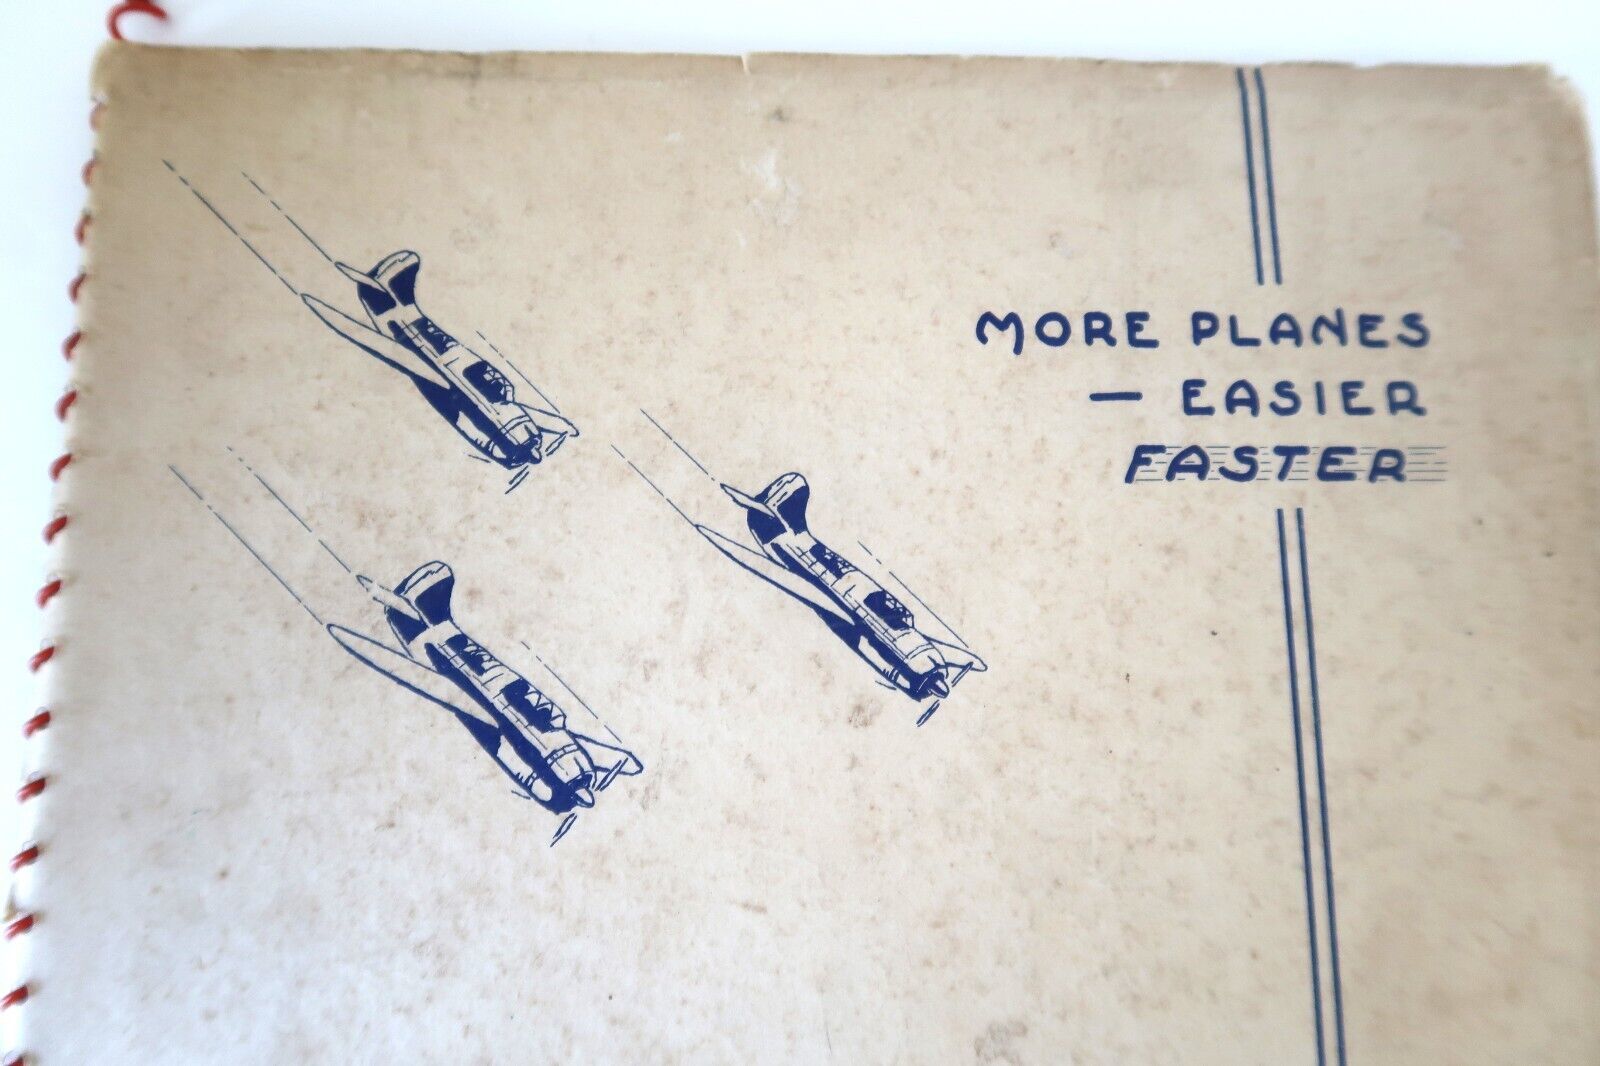 MORE PLANES
— EASIER
FASTER